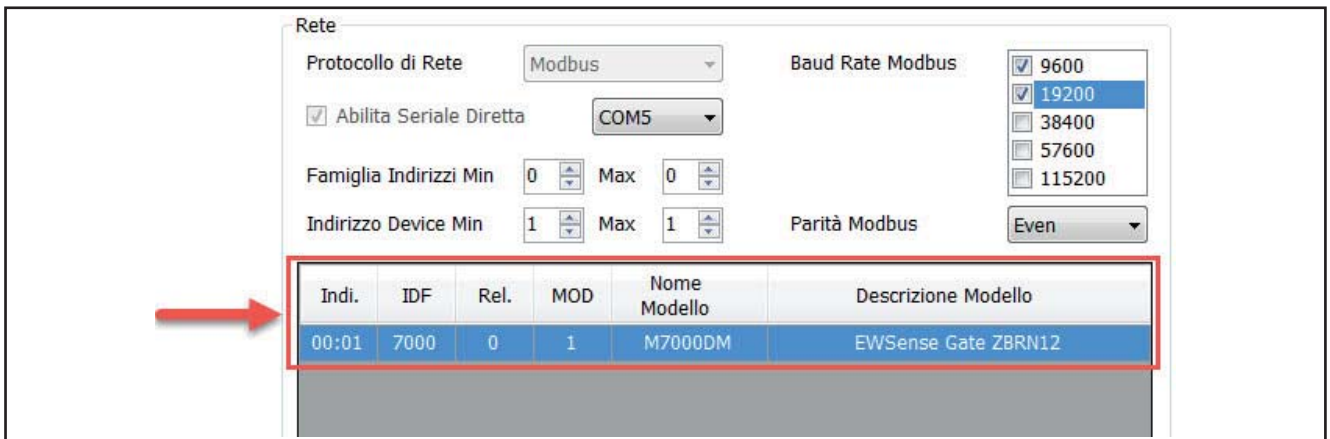 Rete
Protocollo di Rete Modbus Baud Rate Modbus 9600
19200
Abilita Seriale Diretta COM5 38400
57600
Famiglia Indirizzi Min 0 Max 0 115200
Indirizzo Device Min 1 Max 1 Parità Modbus Even
Indi. IDF Rel. MOD Nome Modello Descrizione Modello
00:01 7000 0 1 M7000DM EWSense Gate ZBRN12